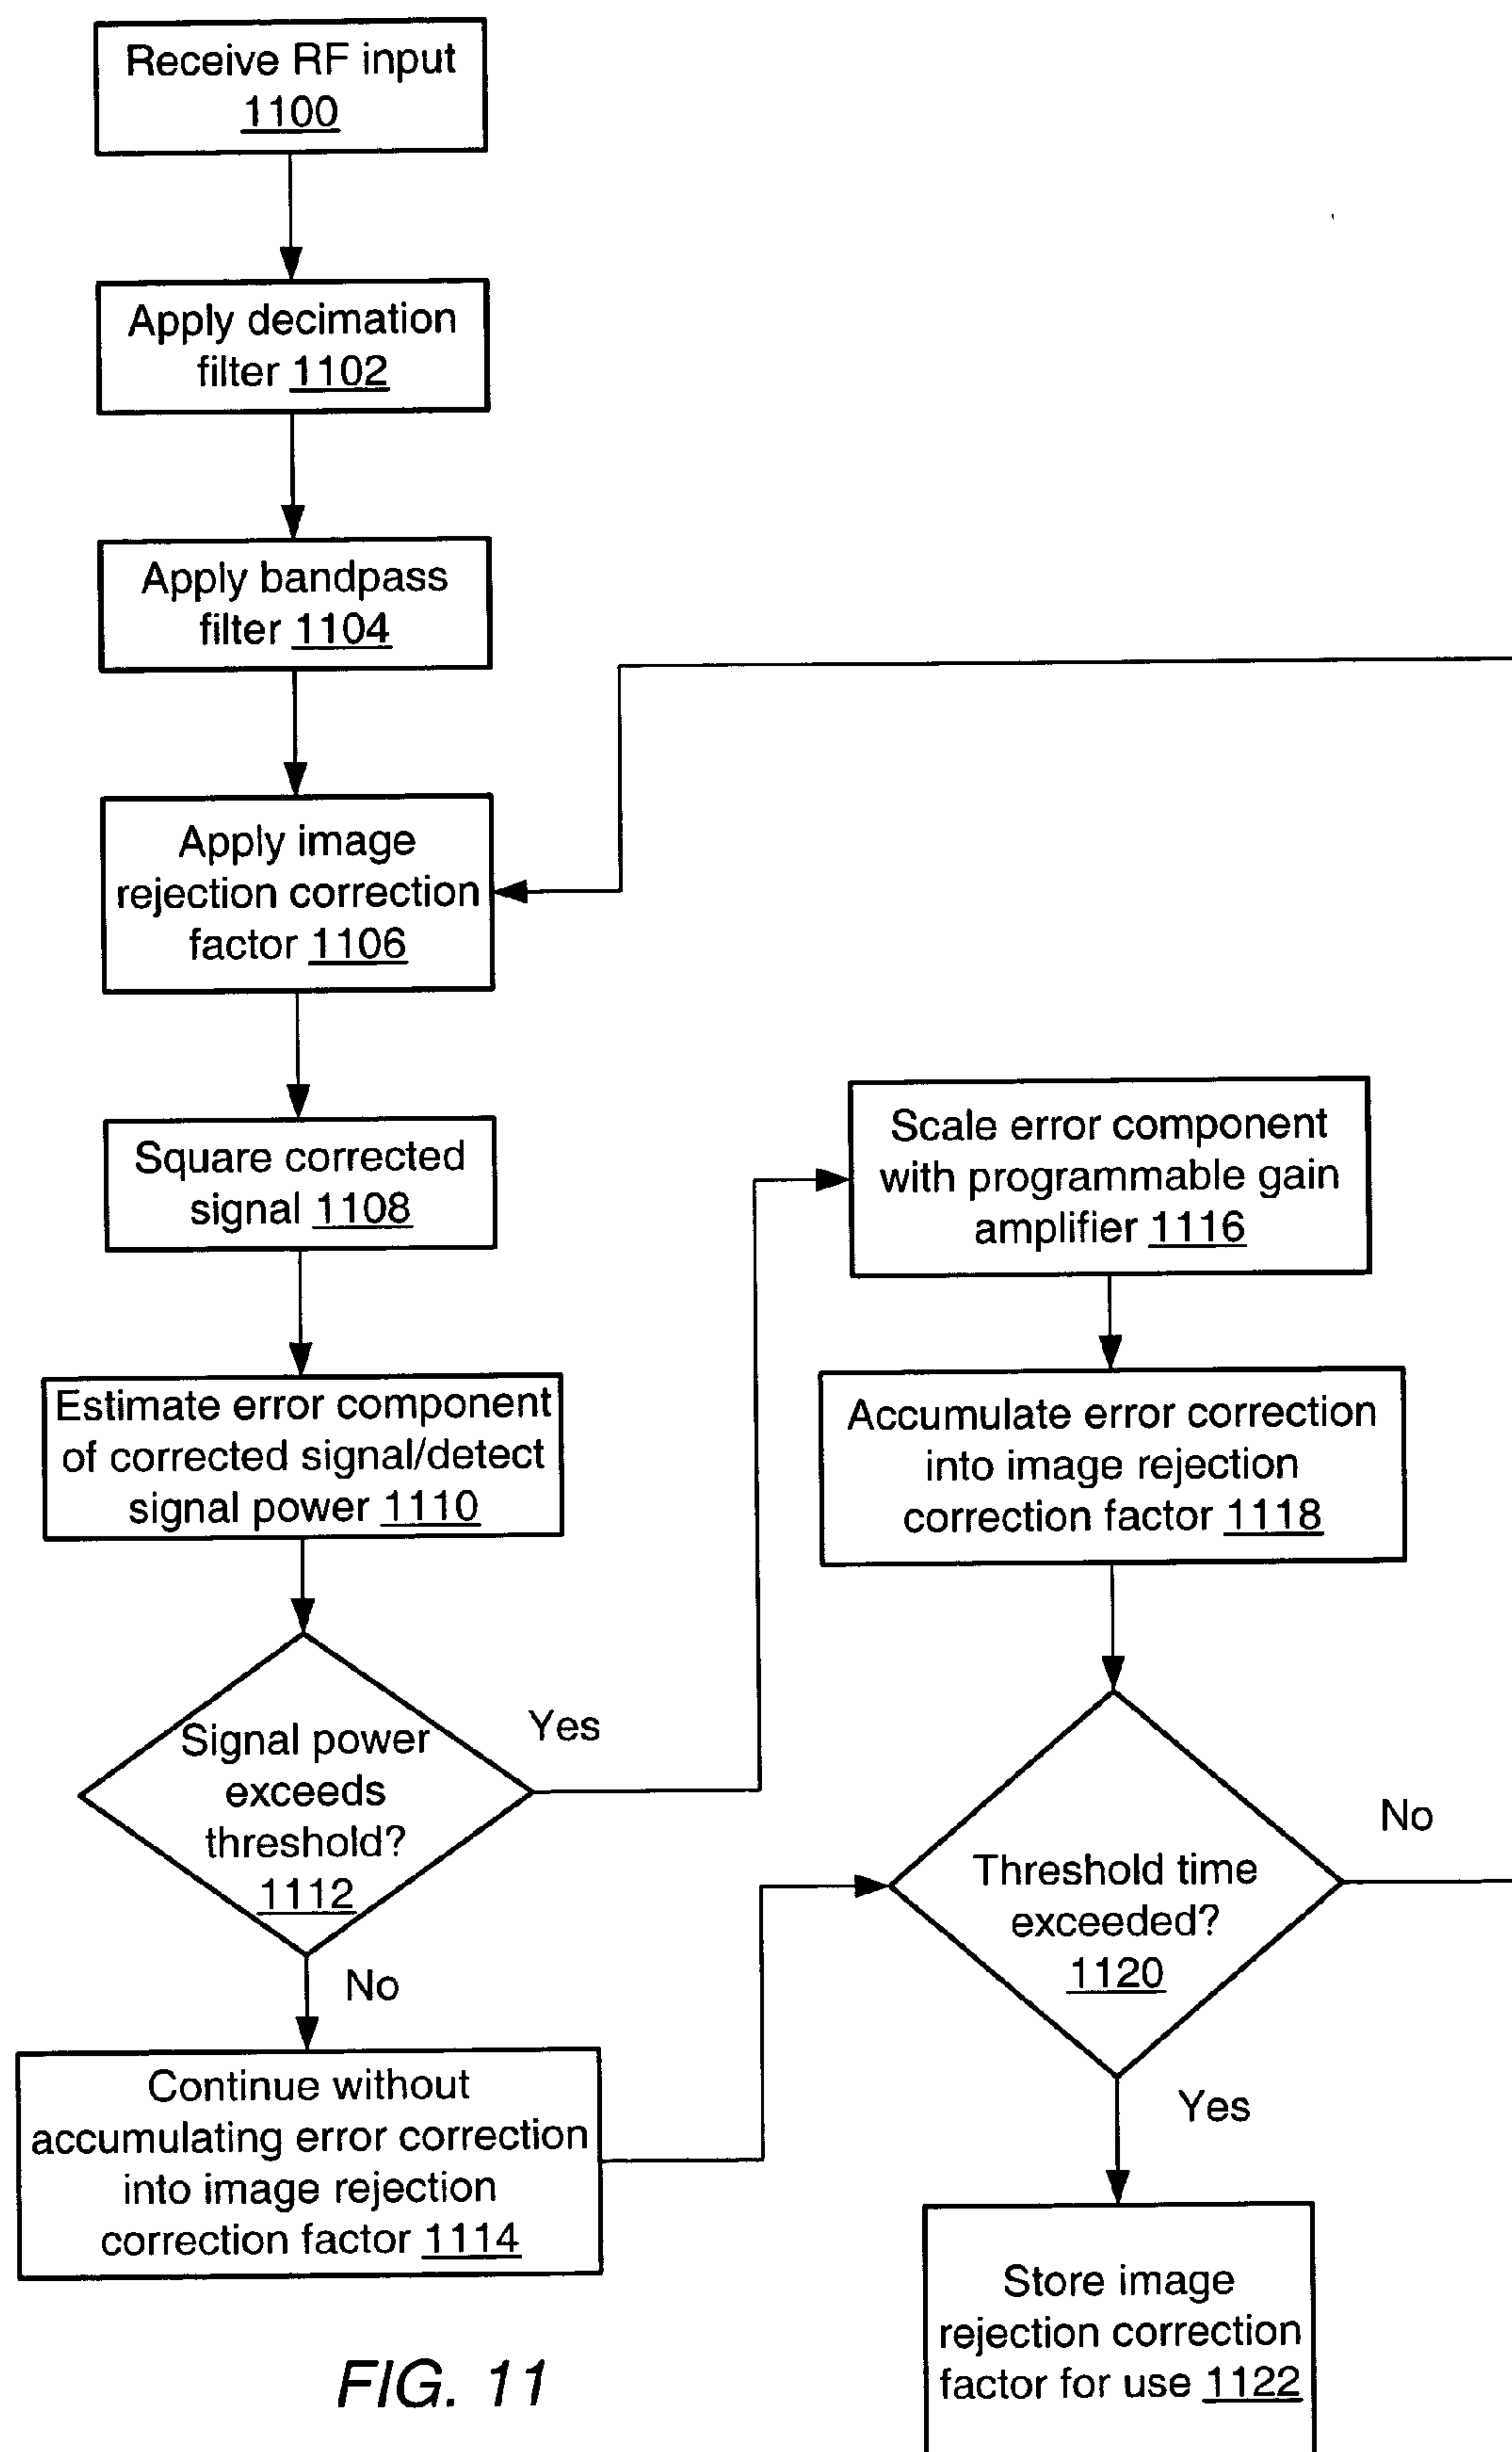 Receive RF input
1100
Apply decimation
filter 1102
Apply bandpass
filter 1104
Apply image
rejection correction
factor 1106
Square corrected
signal 1108
Estimate error component
of corrected signal/detect
signal power 1110
Signal power
exceeds
threshold?
1112
Yes
No
Continue without
accumulating error correction
into image rejection
correction factor 1114
Scale error component
with programmable gain
amplifier 1116
Accumulate error correction
into image rejection
correction factor 1118
Threshold time
exceeded?
1120
No
Yes
Store image
rejection correction
factor for use 1122
FIG. 11